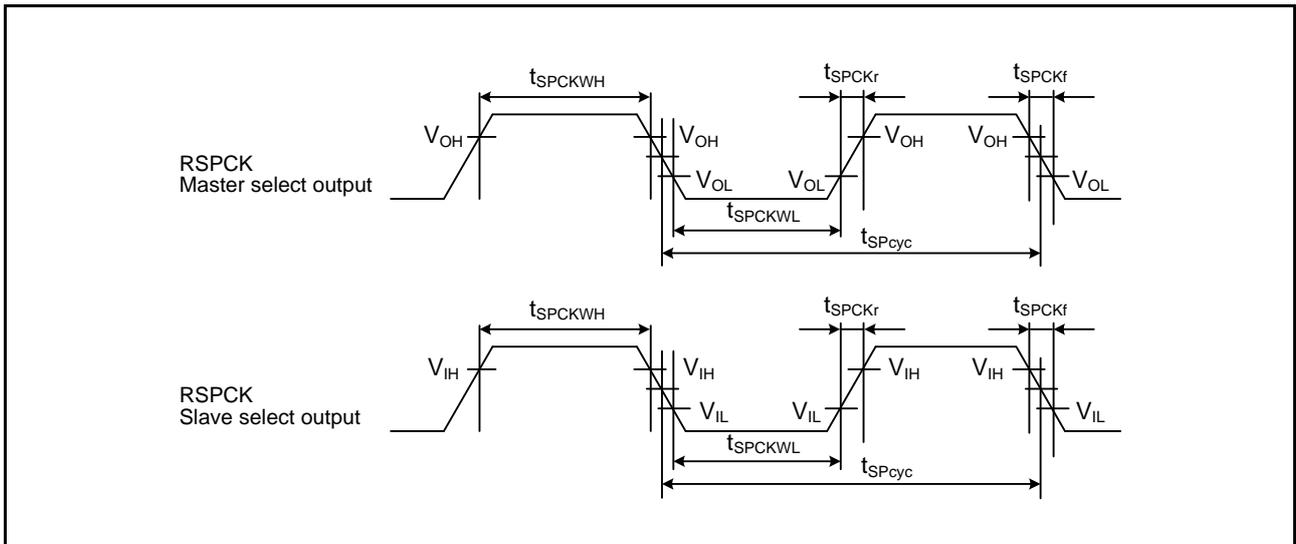 tSPCKWH
tSPCKr
tSPCKf
VOH
VOH
VOH
VOH
RSPCK
Master select output
VOL
VOL
VOL
tSPCKWL
tSPcyc
tSPCKWH
tSPCKr
tSPCKf
VIH
VIH
VIH
VIH
RSPCK
Slave select output
VIL
VIL
VIL
tSPCKWL
tSPcyc